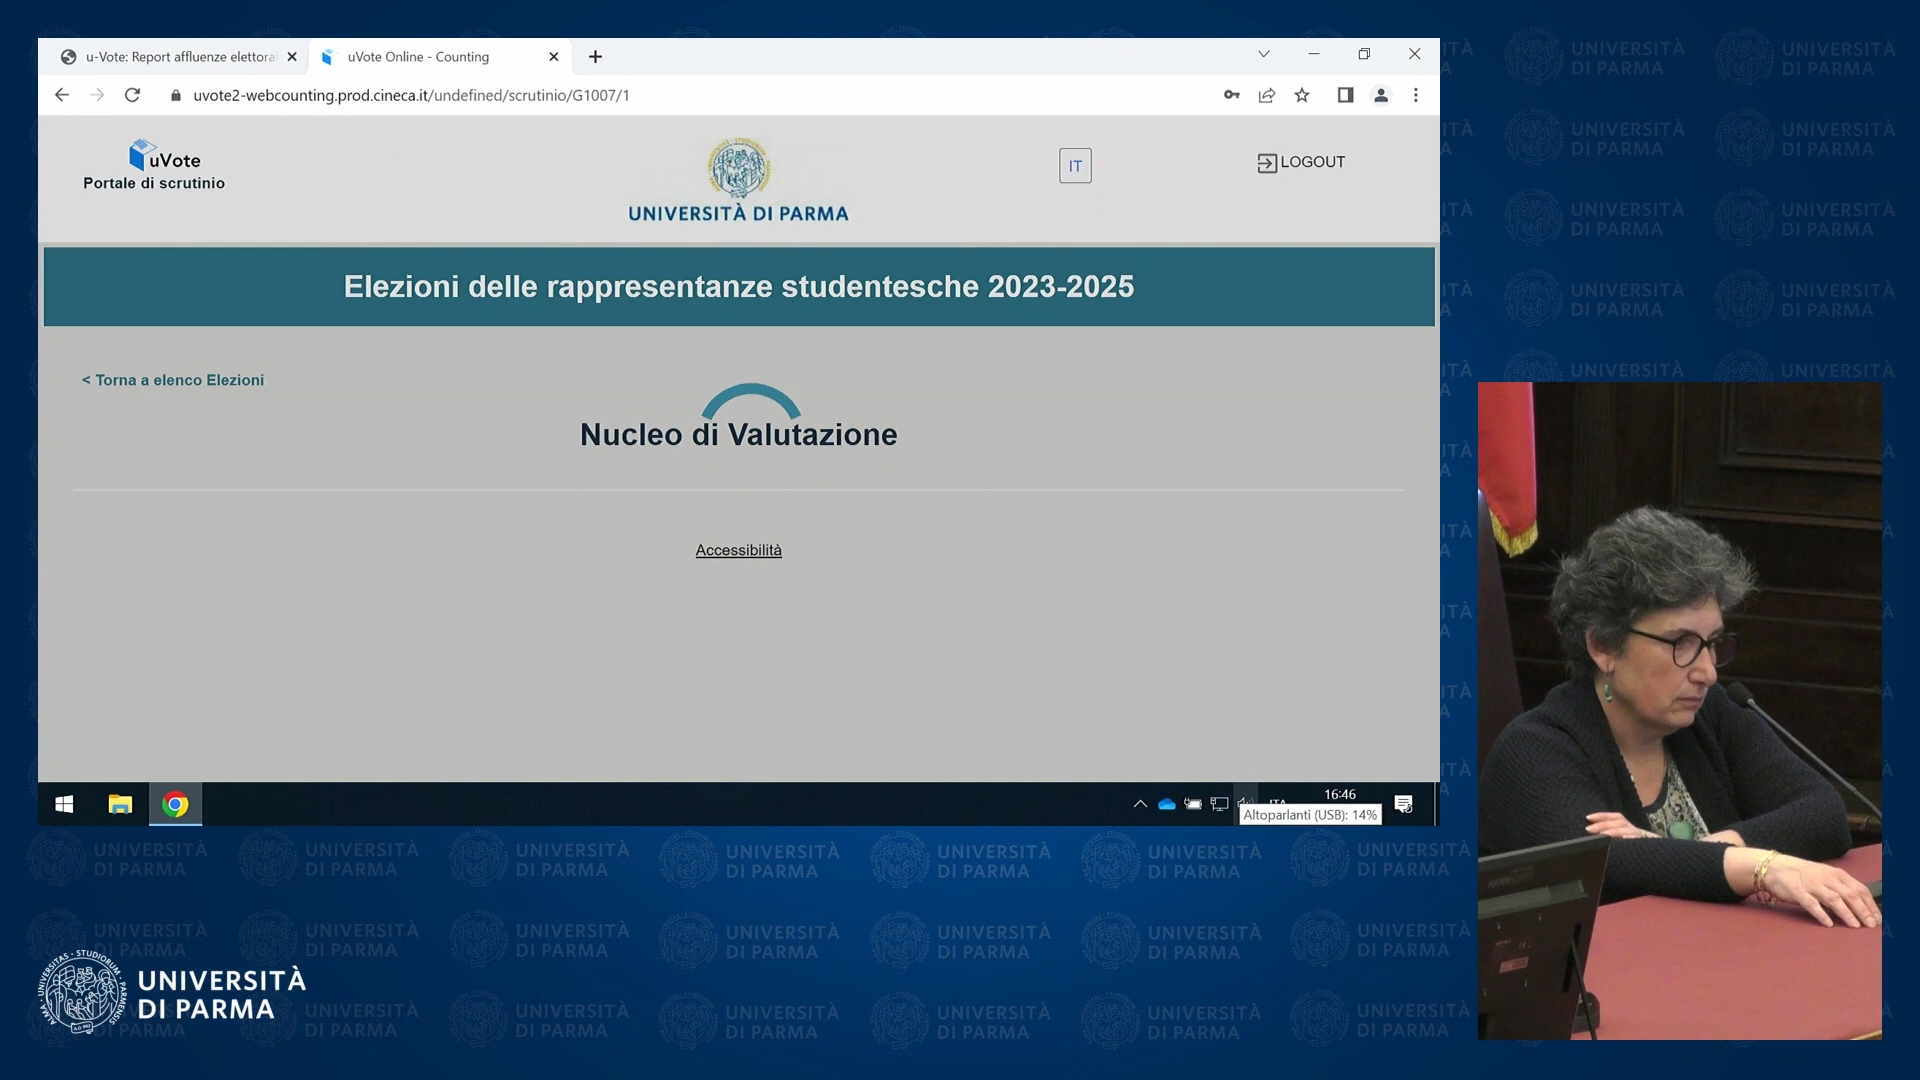 u-Vote: Report affluenze elettora
uVote Online - Counting
uvote2-webcounting.prod.cineca.it/undefined/scrutinio/G1007/1
uVote
Portale di scrutinio
UNIVERSITÀ DI PARMA
IT
LOGOUT
Elezioni delle rappresentanze studentesche 2023-2025
< Torna a elenco Elezioni
Nucleo di Valutazione
Accessibilità
16:46
Altoparlanti (USB): 14%
UNIVERSITÀ
DI PARMA